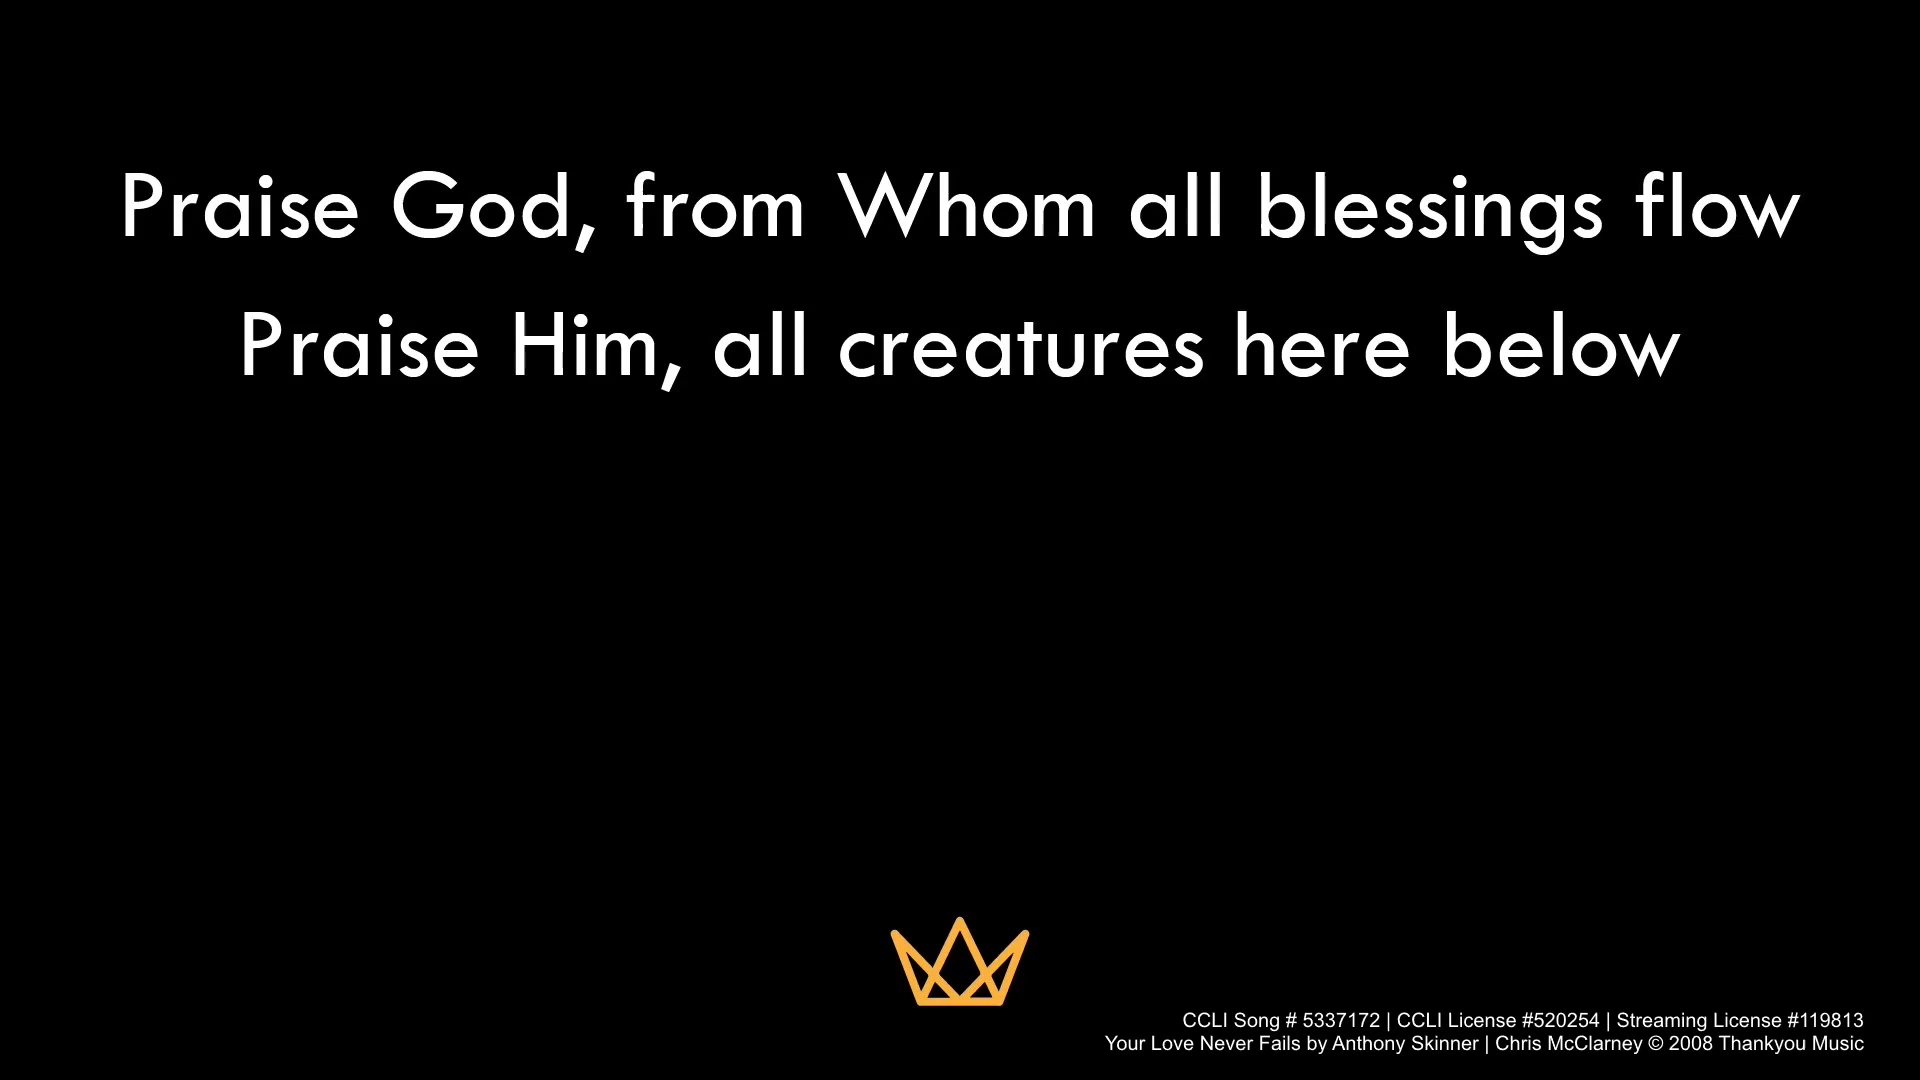 Praise God, from Whom all blessings flow
Praise Him, all creatures here below
CCLI Song # 5337172 | CCLI License #520254 | Streaming License #119813
Your Love Never Fails by Anthony Skinner | Chris McClarney © 2008 Thankyou Music